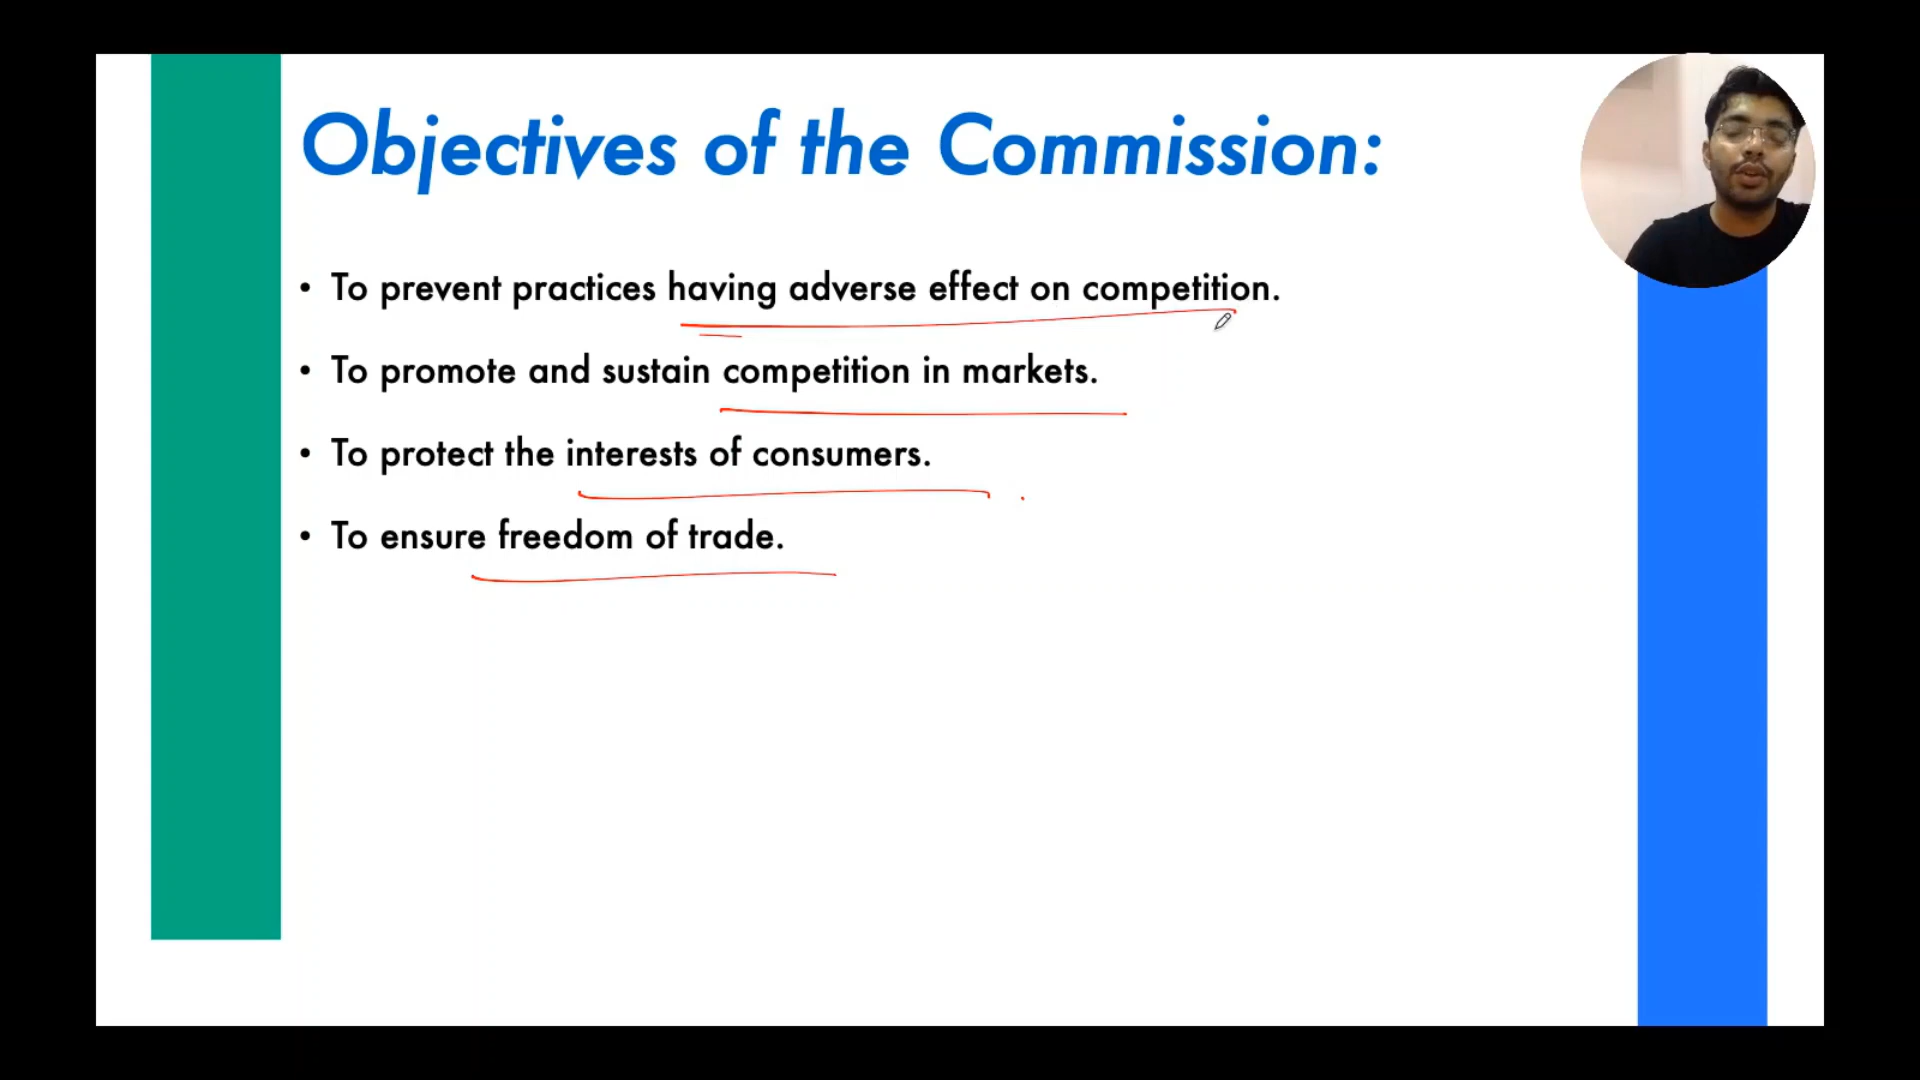 Objectives of the Commission:
• To prevent practices having adverse effect on competition.
• To promote and sustain competition in markets.
• To protect the interests of consumers.
• To ensure freedom of trade.